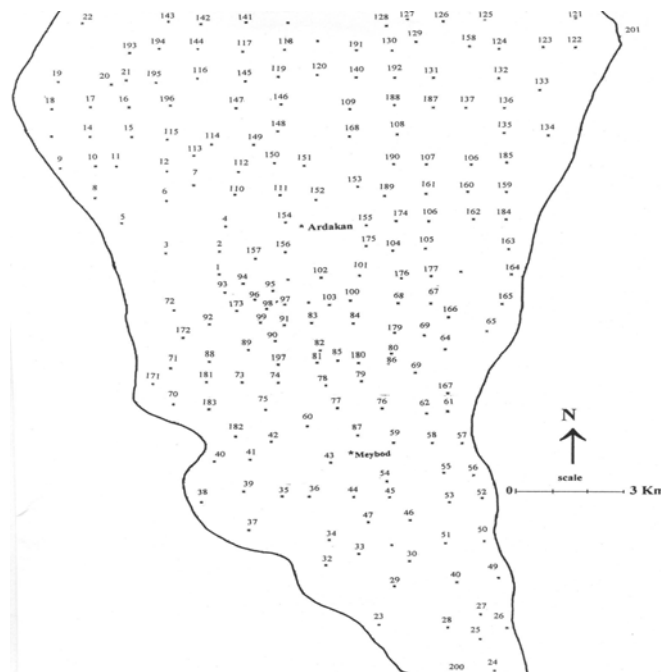 22 143 142 141 128 127 126 125 121
201
193 194 144 117 118 191 130 129 158 124 123 122
19 20 21 195 116 145 119 120 140 192 131 132 133
18 17 16 196 147 146 109 188 187 137 136
14 15 115 114 149 148 168 108 135 134
9 10 11 12 113 7 112 150 151 190 107 106 185
8 6 110 111 152 153 189 161 160 159
5 4 154 Ardakan 155 174 106 162 184
3 2 157 156 175 104 105 163
1 94 102 101 176 177 164
93 95
72 173 96 98 97 103 100 68 67 165
92 99 91 83 84 166
172 90 179 69 65
89 82 80 64
71 88 197 81 85 180 86
171 181 73 74 78 79 69
70 183 75 77 76 62 61 167
60 N
182 42 87 59 58 57
40 41 43 Meybod
54 55 56 scale
38 39 35 36 44 45 53 52 0 3 Km
37 47 46
34 51 50
32 33 30
29 40 49
23 28 27 26
25
200 24